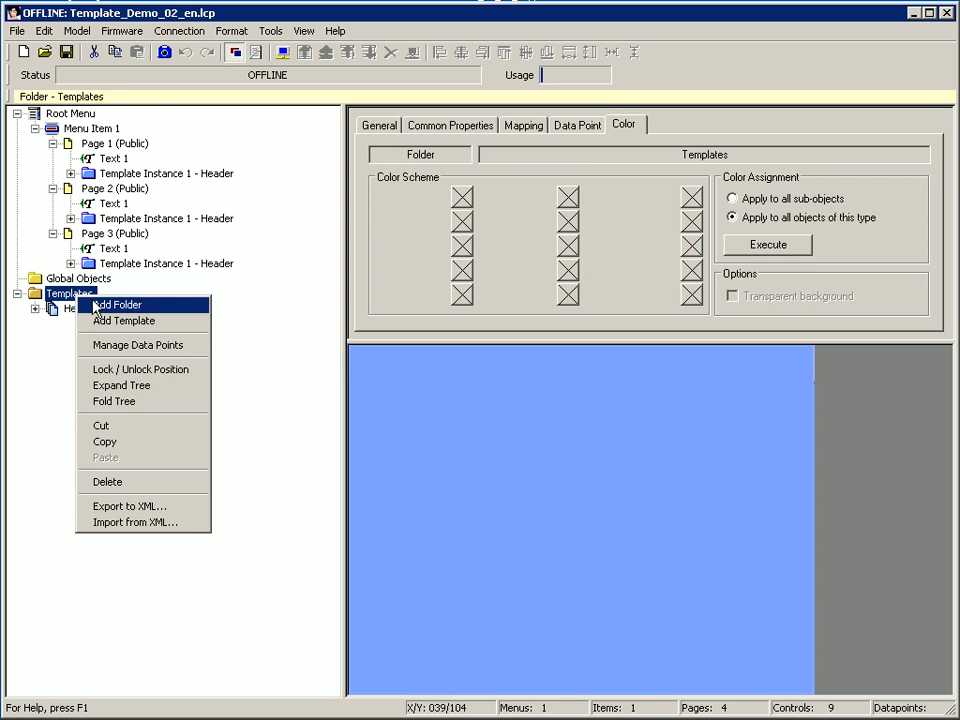 OFFLINE: Template_Demo_02_en.lcp
File Edit Model Firmware Connection Format Tools View Help
Status OFFLINE Usage
Folder - Templates
Root Menu
Menu Item 1
Page 1 (Public)
Text 1
Template Instance 1 - Header
Page 2 (Public)
Text 1
Template Instance 1 - Header
Page 3 (Public)
Text 1
Template Instance 1 - Header
Global Objects
Templates
Add Folder
Add Template
Manage Data Points
Lock / Unlock Position
Expand Tree
Fold Tree
Cut
Copy
Paste
Delete
Export to XML...
Import from XML...
General Common Properties Mapping Data Point Color
Folder Templates
Color Scheme
Color Assignment
Apply to all sub-objects
Apply to all objects of this type
Execute
Options
Transparent background
For Help, press F1 X/Y: 039/104 Menus: 1 Items: 1 Pages: 4 Controls: 9 Datapoints: